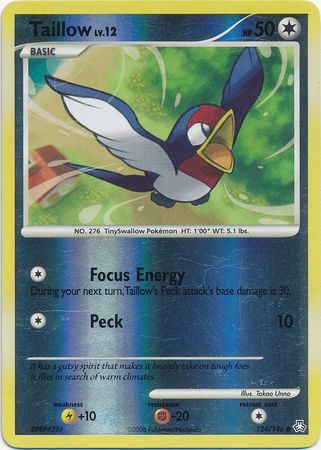 Taillow LV.12 HP 50
BASIC
NO. 276 TinySwallow Pokémon HT: 1'00" WT: 5.1 lbs.
Focus Energy
During your next turn, Taillow's Peck attack's base damage is 30.
Peck 10
It has a gutsy spirit that makes it bravely take on tough foes.
It flies in search of warm climates.
Illus. Takao Unno
weakness resistance retreat cost
+10 -20
DPBP#326 ©2008 Pokémon/Nintendo 124/146